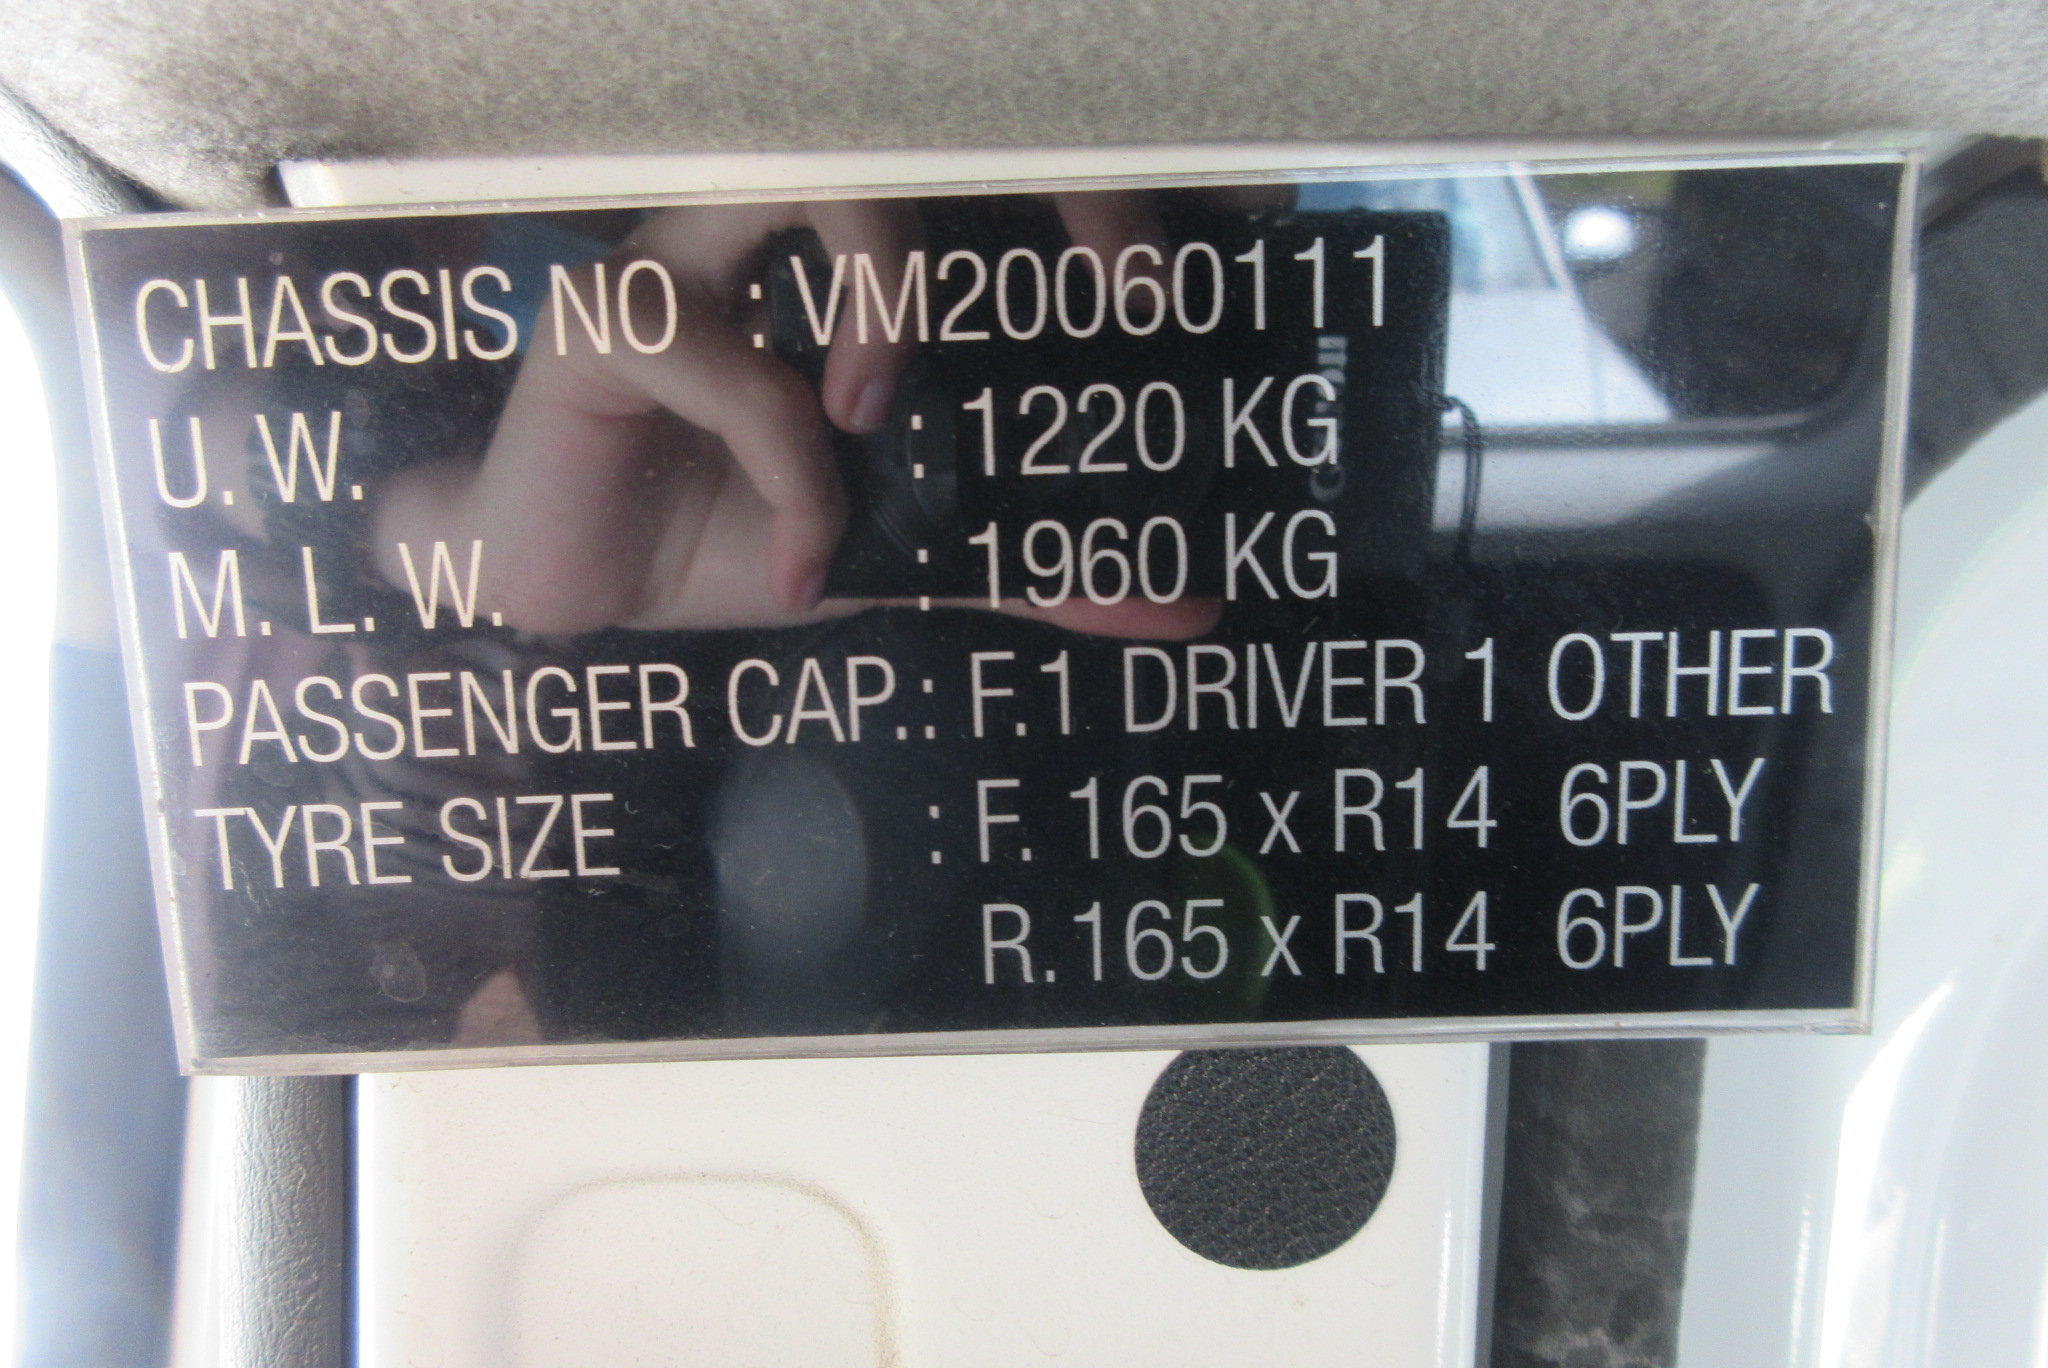 CHASSIS NO : VM20060111
U. W. : 1220 KG
M. L. W. : 1960 KG
PASSENGER CAP.: F.1 DRIVER 1 OTHER
TYRE SIZE : F. 165 x R14 6PLY
R. 165 x R14 6PLY
Canon